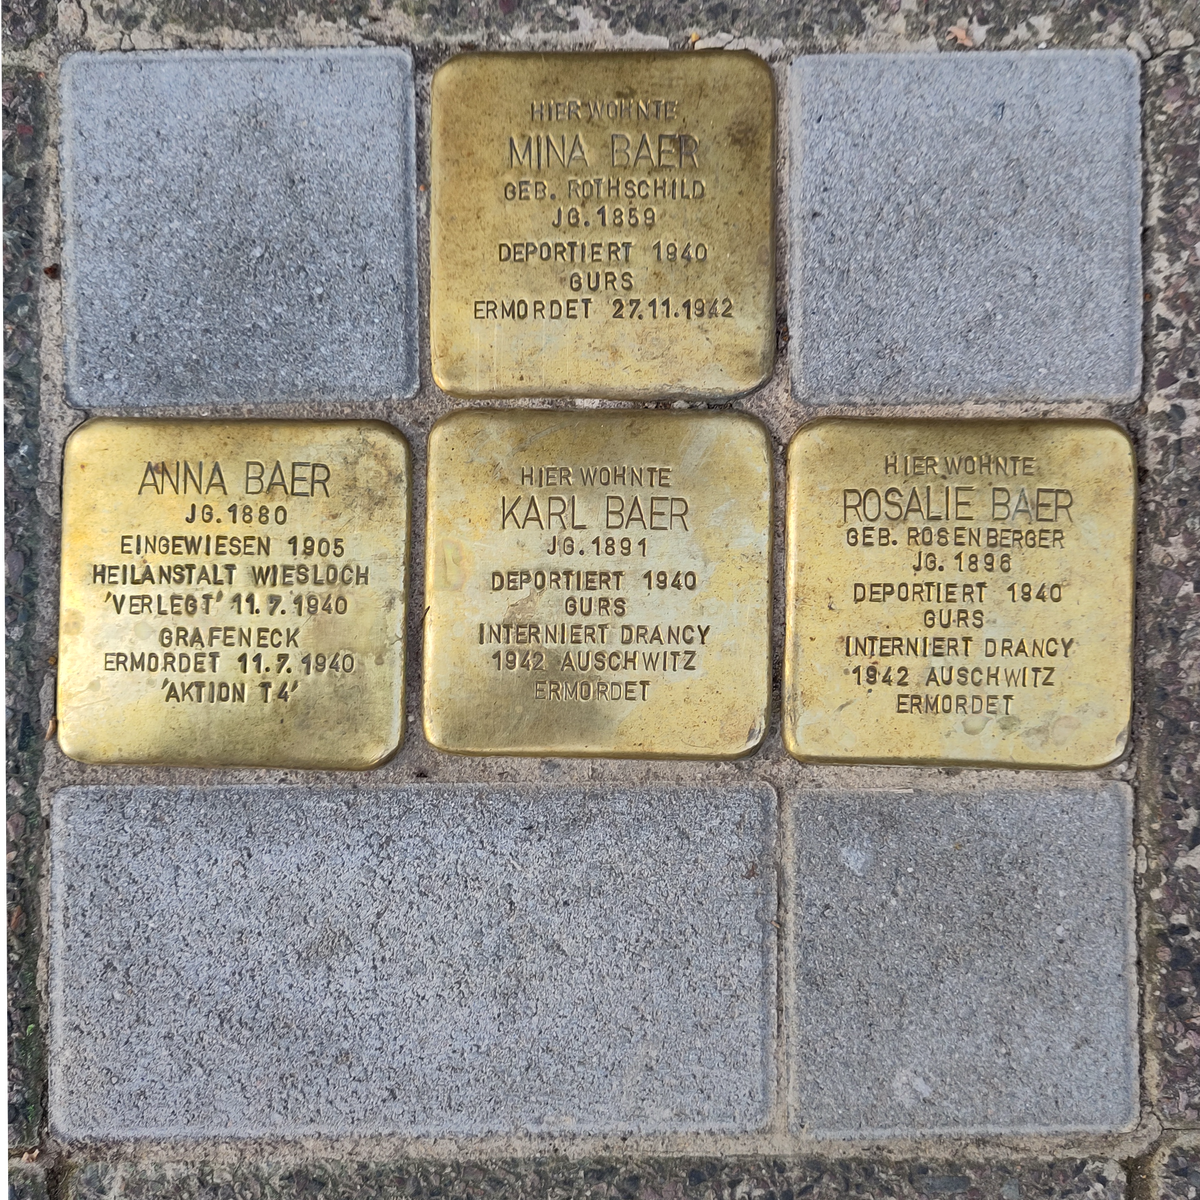 HIER WOHNTE
MINA BAER
GEB. ROTHSCHILD
JG. 1859
DEPORTIERT 1940
GURS
ERMORDET 27.11.1942
ANNA BAER
JG. 1880
EINGEWIESEN 1905
HEILANSTALT WIESLOCH
'VERLEGT' 11.7.1940
GRAFENECK
ERMORDET 11.7.1940
'AKTION T4'
HIER WOHNTE
KARL BAER
JG. 1891
DEPORTIERT 1940
GURS
INTERNIERT DRANCY
1942 AUSCHWITZ
ERMORDET
HIER WOHNTE
ROSALIE BAER
GEB. ROSENBERGER
JG. 1896
DEPORTIERT 1940
GURS
INTERNIERT DRANCY
1942 AUSCHWITZ
ERMORDET